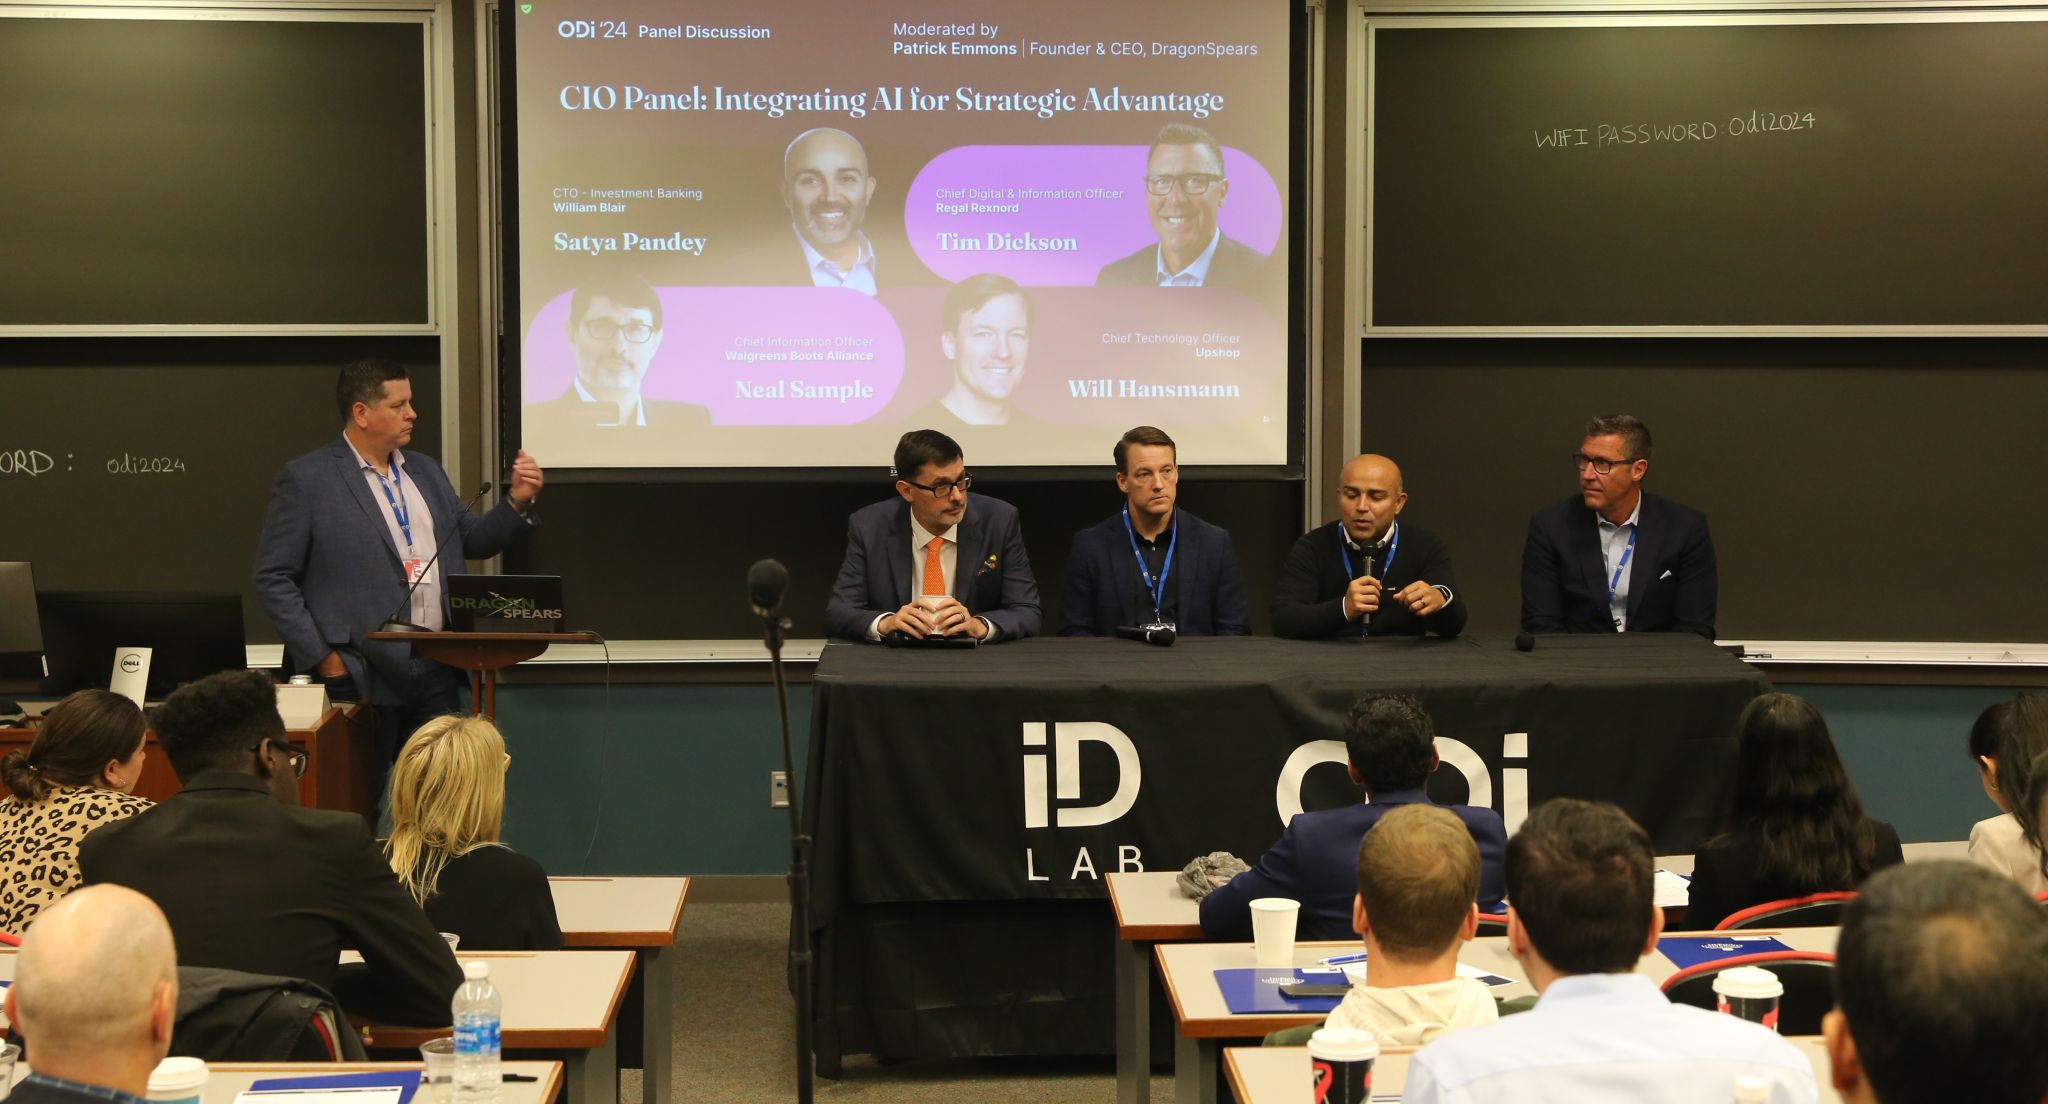 ODi '24 Panel Discussion
Moderated by
Patrick Emmons | Founder & CEO, DragonSpears
CIO Panel: Integrating AI for Strategic Advantage
CTO - Investment Banking
William Blair
Satya Pandey
Chief Digital & Information Officer
Regal Rexnord
Tim Dickson
Chief Information Officer
Walgreens Boots Alliance
Neal Sample
Chief Technology Officer
Upshop
Will Hansmann
WIFI PASSWORD: Odi2024
ORD : Odi2024
DRAGON
SPEARS
DELL
iD
LAB
ODi